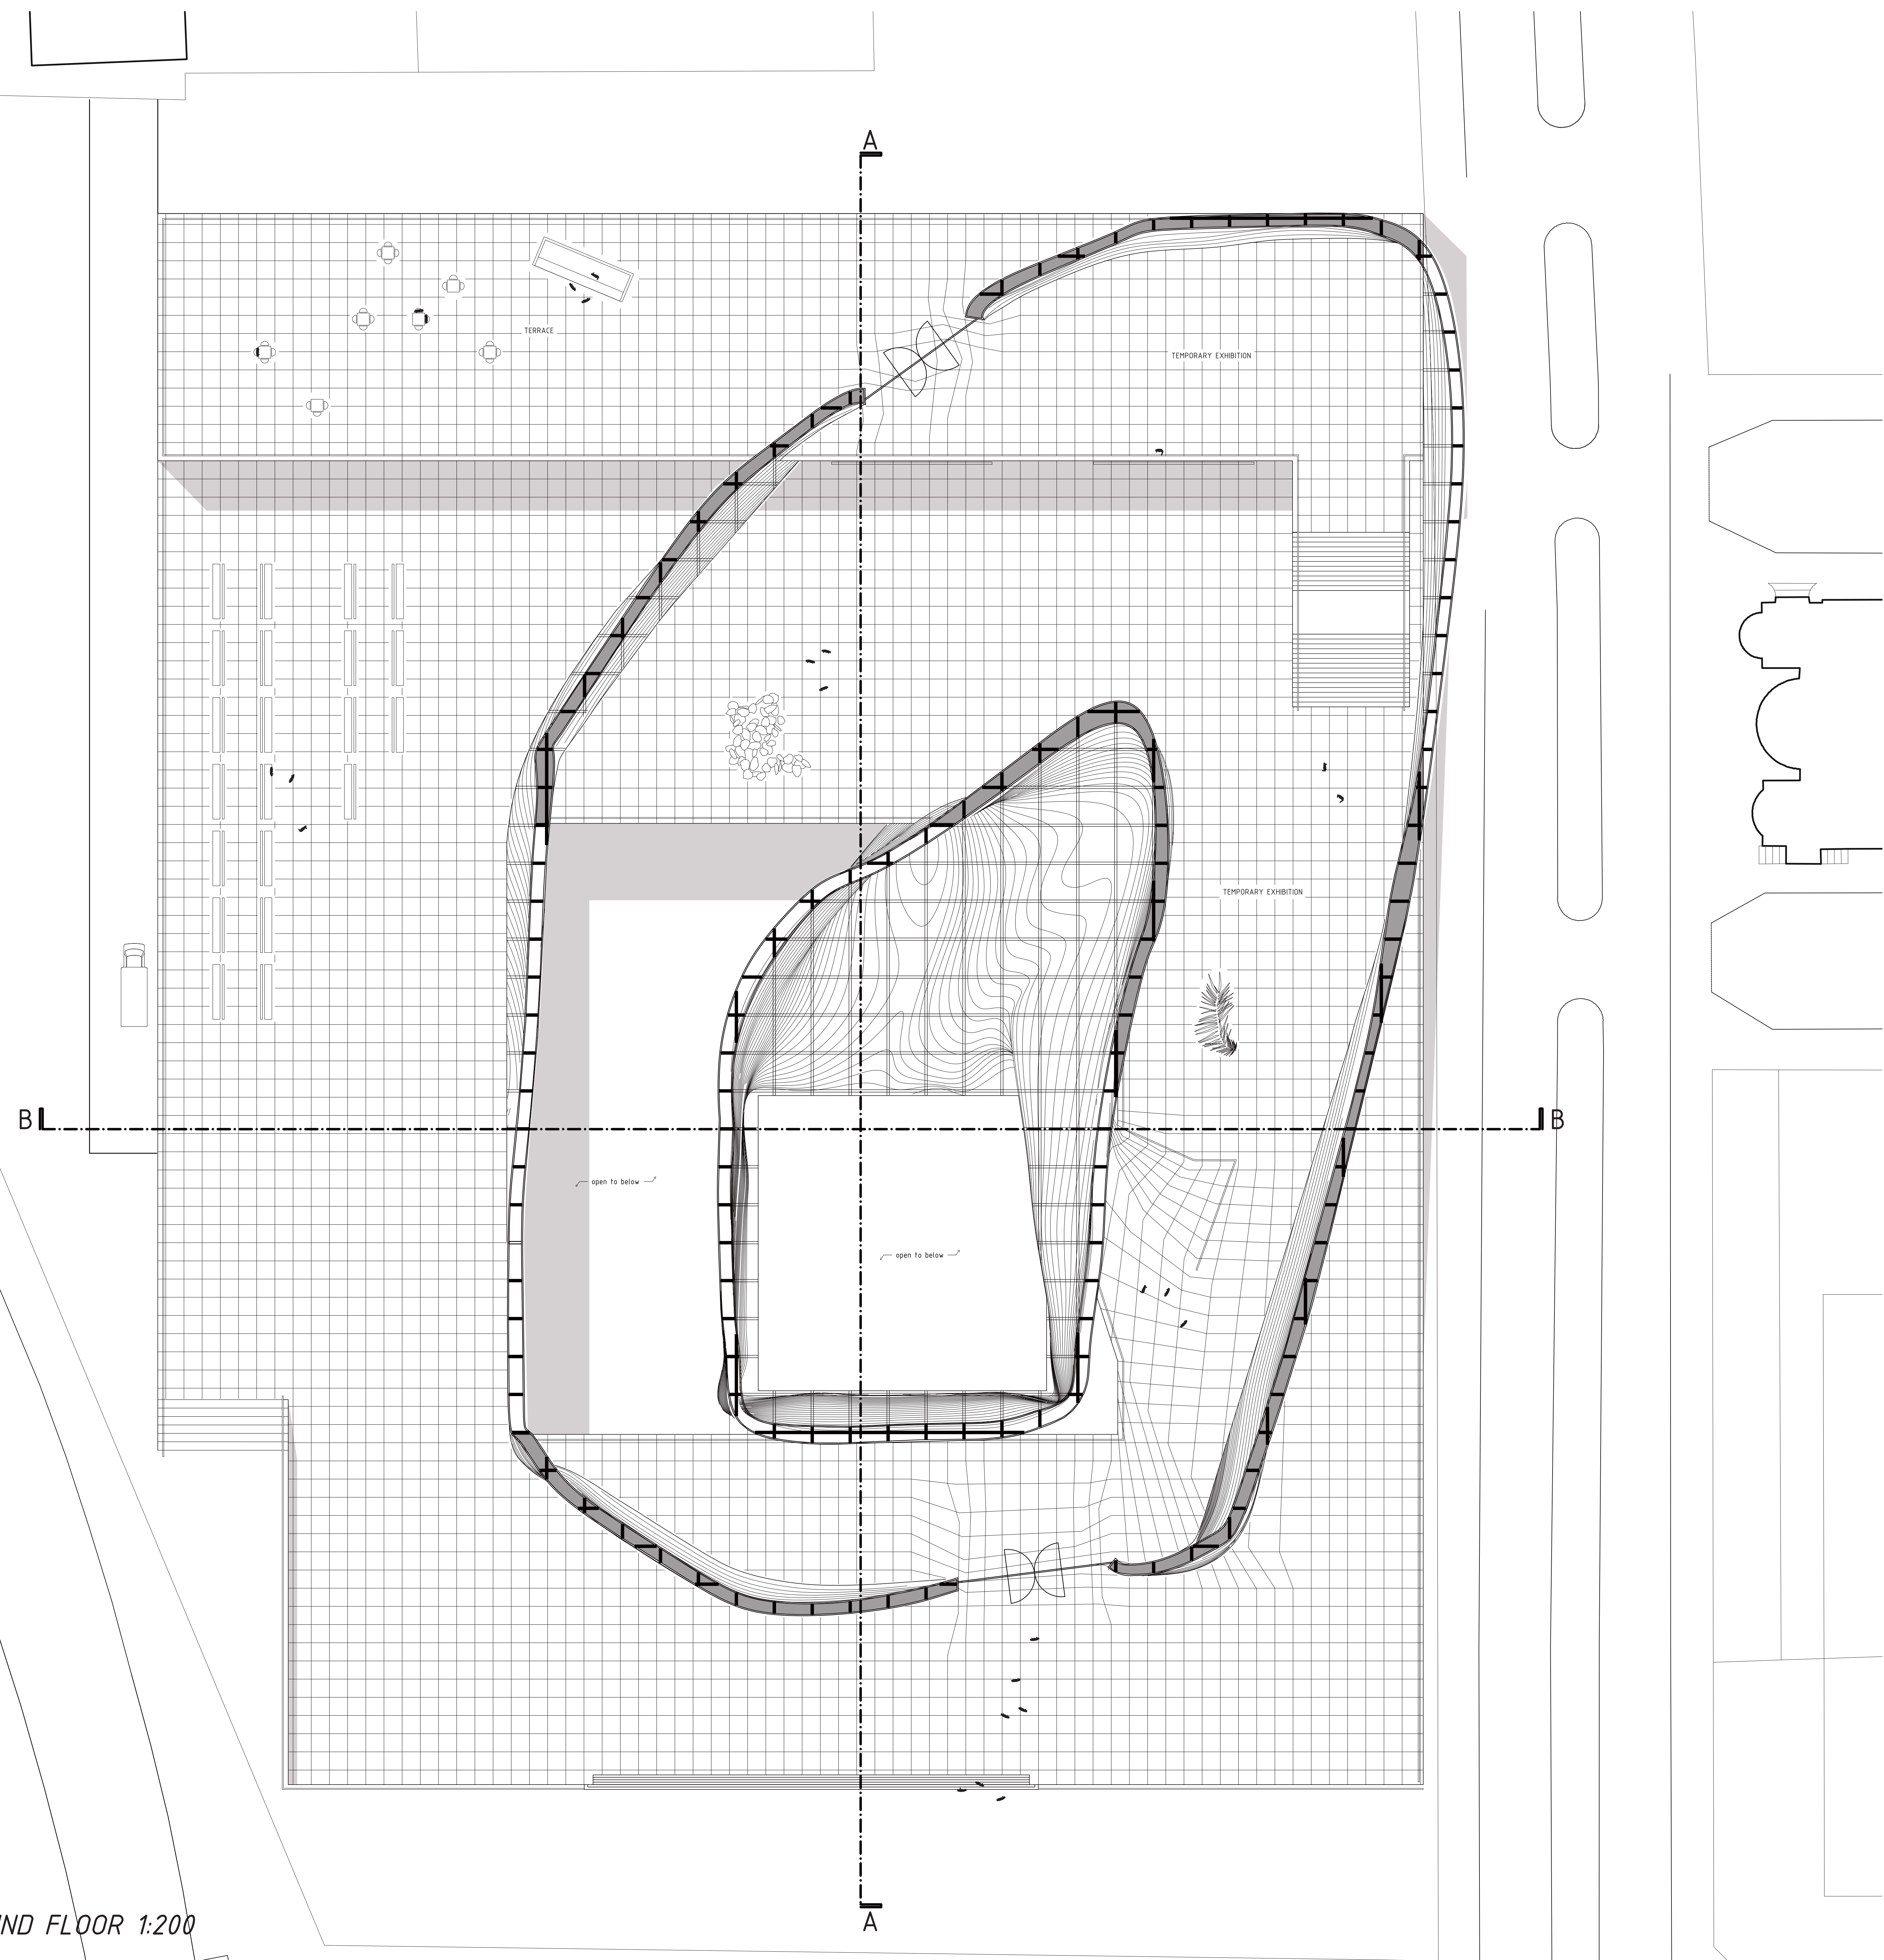 A
TERRACE
TEMPORARY EXHIBITION
TEMPORARY EXHIBITION
B
B
open to below
open to below
A
ND FLOOR 1:200